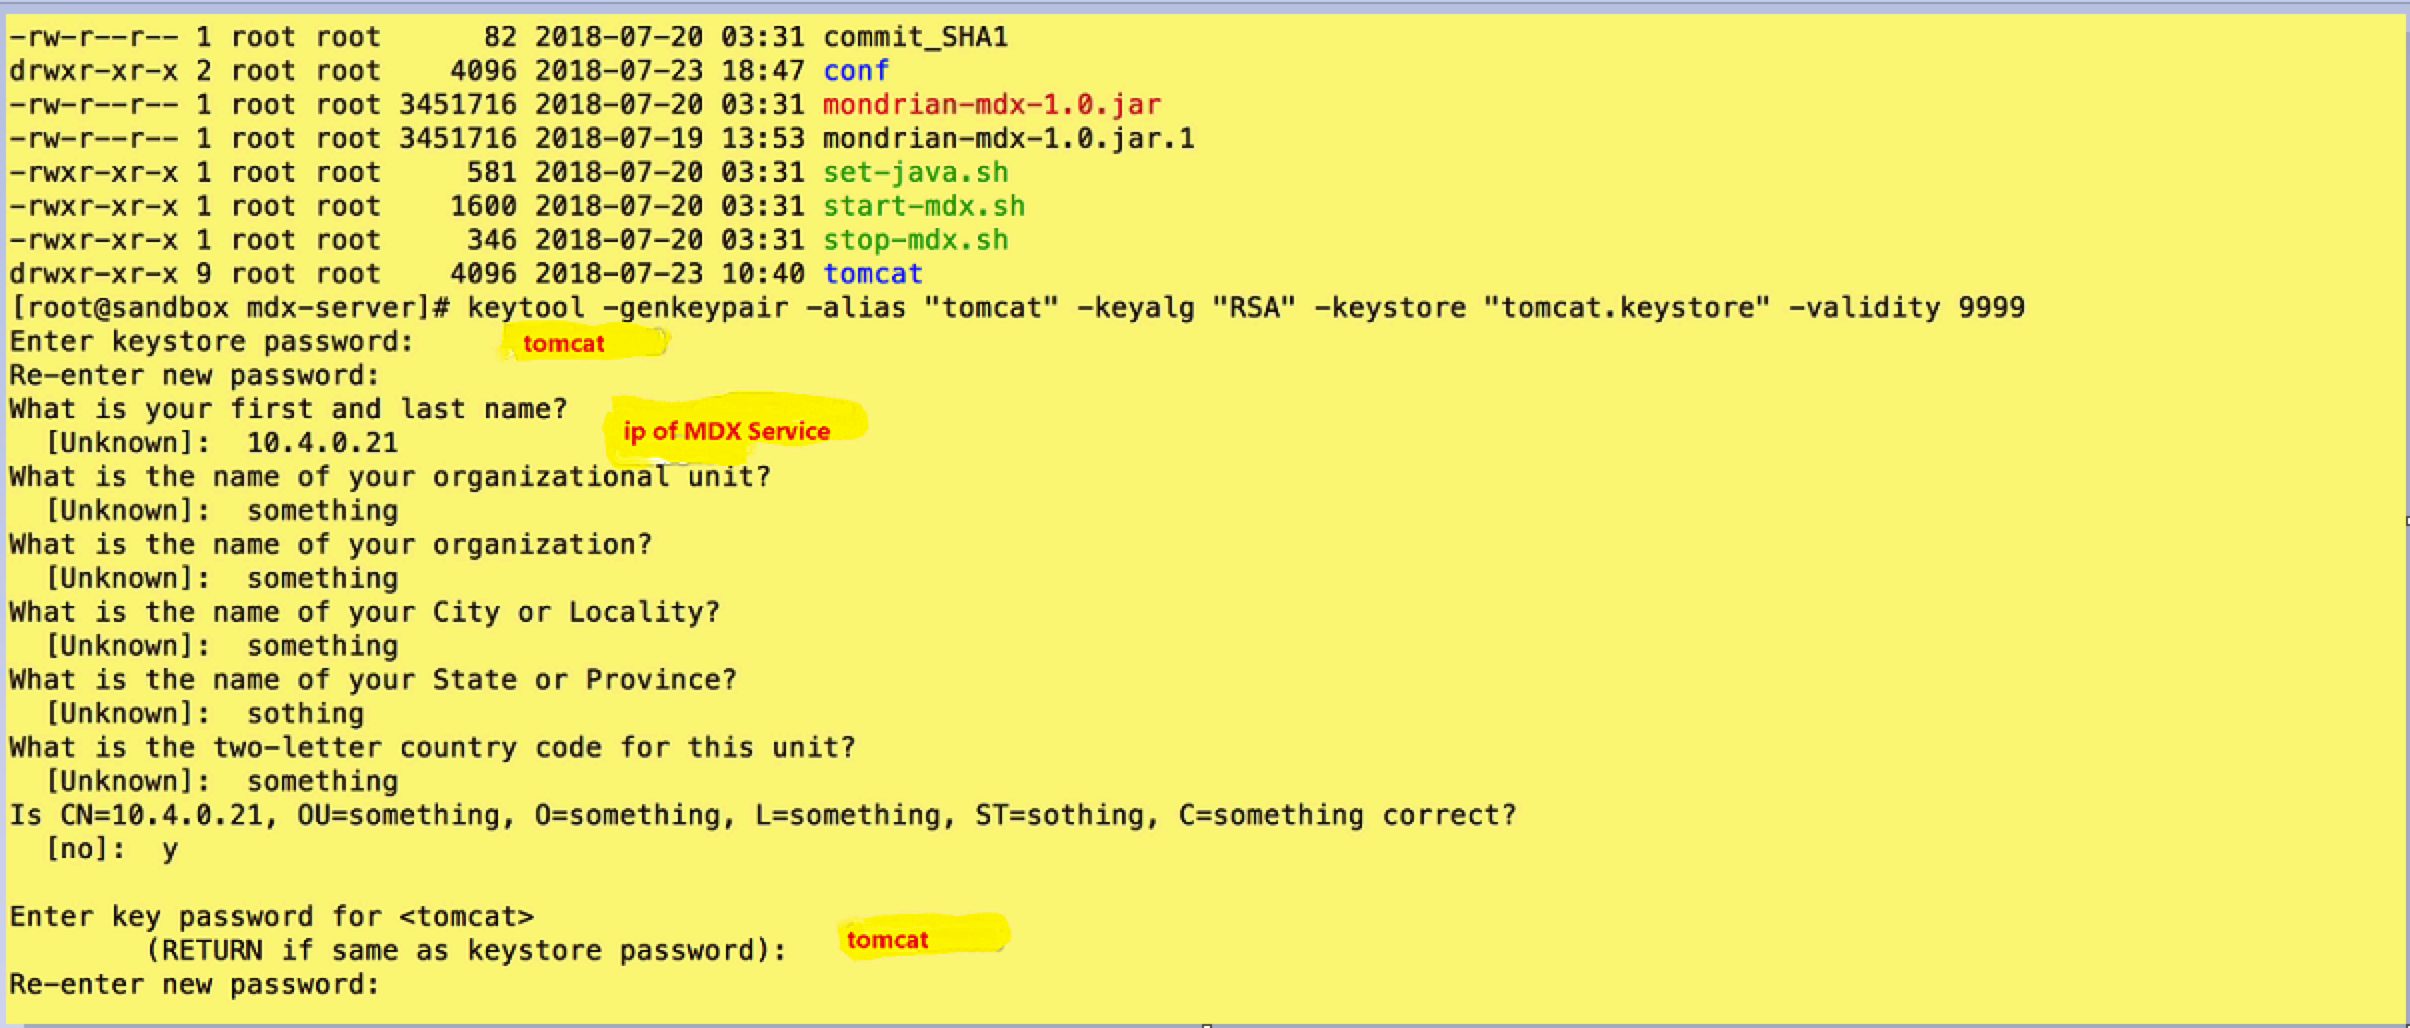 -rw-r--r-- 1 root root      82 2018-07-20 03:31 commit_SHA1
drwxr-xr-x 2 root root    4096 2018-07-23 18:47 conf
-rw-r--r-- 1 root root 3451716 2018-07-20 03:31 mondrian-mdx-1.0.jar
-rw-r--r-- 1 root root 3451716 2018-07-19 13:53 mondrian-mdx-1.0.jar.1
-rwxr-xr-x 1 root root     581 2018-07-20 03:31 set-java.sh
-rwxr-xr-x 1 root root    1600 2018-07-20 03:31 start-mdx.sh
-rwxr-xr-x 1 root root     346 2018-07-20 03:31 stop-mdx.sh
drwxr-xr-x 9 root root    4096 2018-07-23 10:40 tomcat
[root@sandbox mdx-server]# keytool -genkeypair -alias "tomcat" -keyalg "RSA" -keystore "tomcat.keystore" -validity 9999
Enter keystore password: tomcat
Re-enter new password:
What is your first and last name?
ip of MDX Service
[Unknown]:  10.4.0.21
What is the name of your organizational unit?
[Unknown]:  something
What is the name of your organization?
[Unknown]:  something
What is the name of your City or Locality?
[Unknown]:  something
What is the name of your State or Province?
[Unknown]:  sothing
What is the two-letter country code for this unit?
[Unknown]:  something
Is CN=10.4.0.21, OU=something, O=something, L=something, ST=sothing, C=something correct?
[no]:  y
Enter key password for <tomcat>
(RETURN if same as keystore password): tomcat
Re-enter new password: